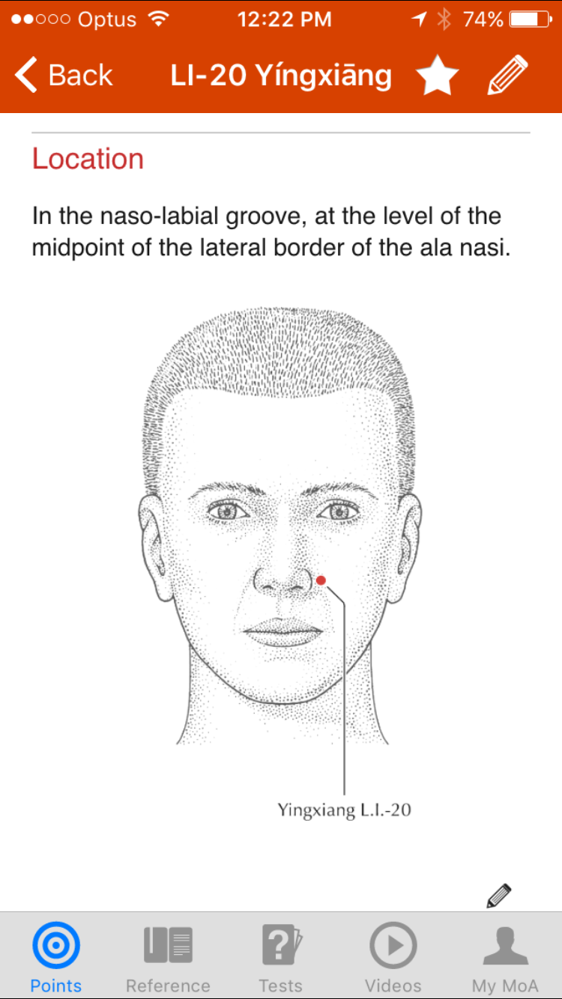 Optus 12:22 PM 74%
Back LI-20 Yíngxiāng
Location
In the naso-labial groove, at the level of the
midpoint of the lateral border of the ala nasi.
Yingxiang L.I.-20
Points Reference Tests Videos My MoA